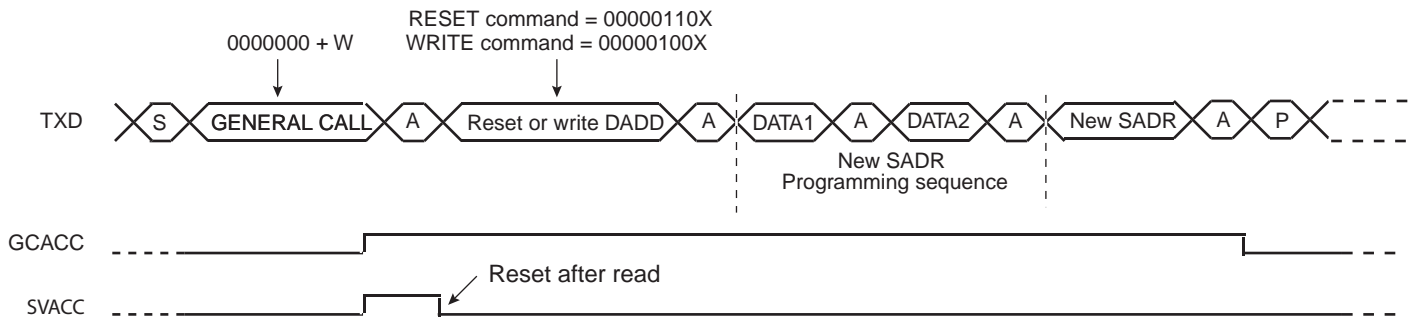 RESET command = 00000110X
0000000 + W
WRITE command = 00000100X
TXD
S
GENERAL CALL
A
Reset or write DADD
A
DATA1
A
DATA2
A
New SADR
A
P
New SADR
Programming sequence
GCACC
Reset after read
SVACC